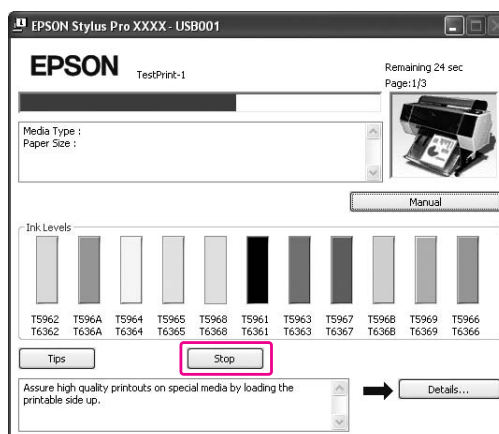 EPSON Stylus Pro XXXX - USB001
EPSON TestPrint-1
Remaining 24 sec
Page:1/3
Media Type :
Paper Size :
Manual
Ink Levels
T5962 T596A T5964 T5965 T5968 T5961 T5963 T5967 T596B T5969 T5966
T6362 T636A T6364 T6365 T6368 T6361 T6363 T6367 T636B T6369 T6366
Tips
Stop
Assure high quality printouts on special media by loading the
printable side up.
Details...